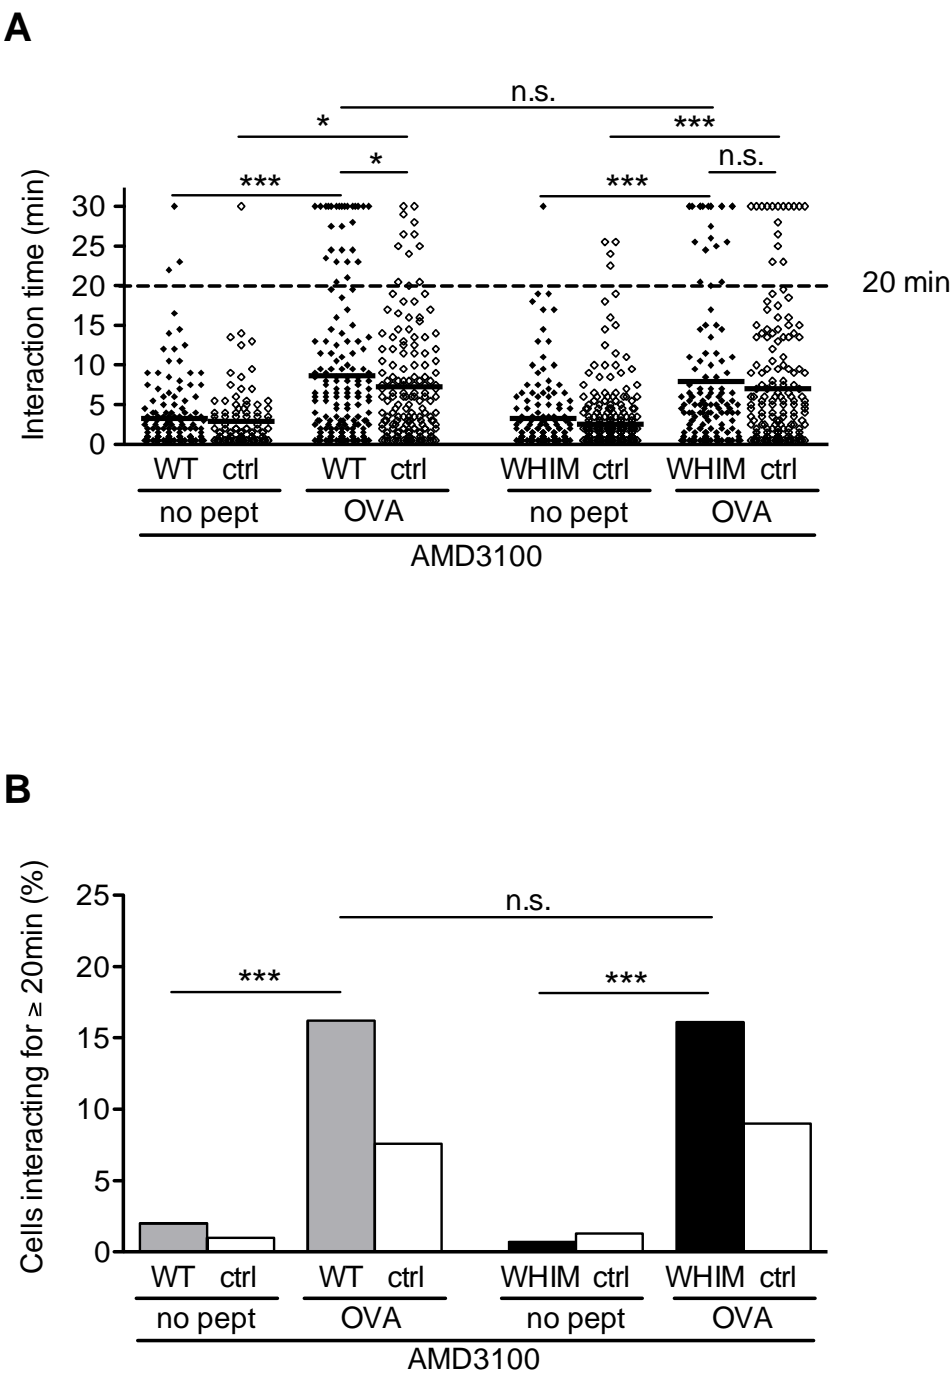 A
n.s.
* ***
* n.s.
*** ***
Interaction time (min)
30
25
20
15
10
5
0
20 min
WT ctrl WT ctrl WHIM ctrl WHIM ctrl
no pept OVA no pept OVA
AMD3100
B
Cells interacting for ≥ 20min (%)
25
20
15
10
5
0
n.s.
*** ***
WT ctrl WT ctrl WHIM ctrl WHIM ctrl
no pept OVA no pept OVA
AMD3100